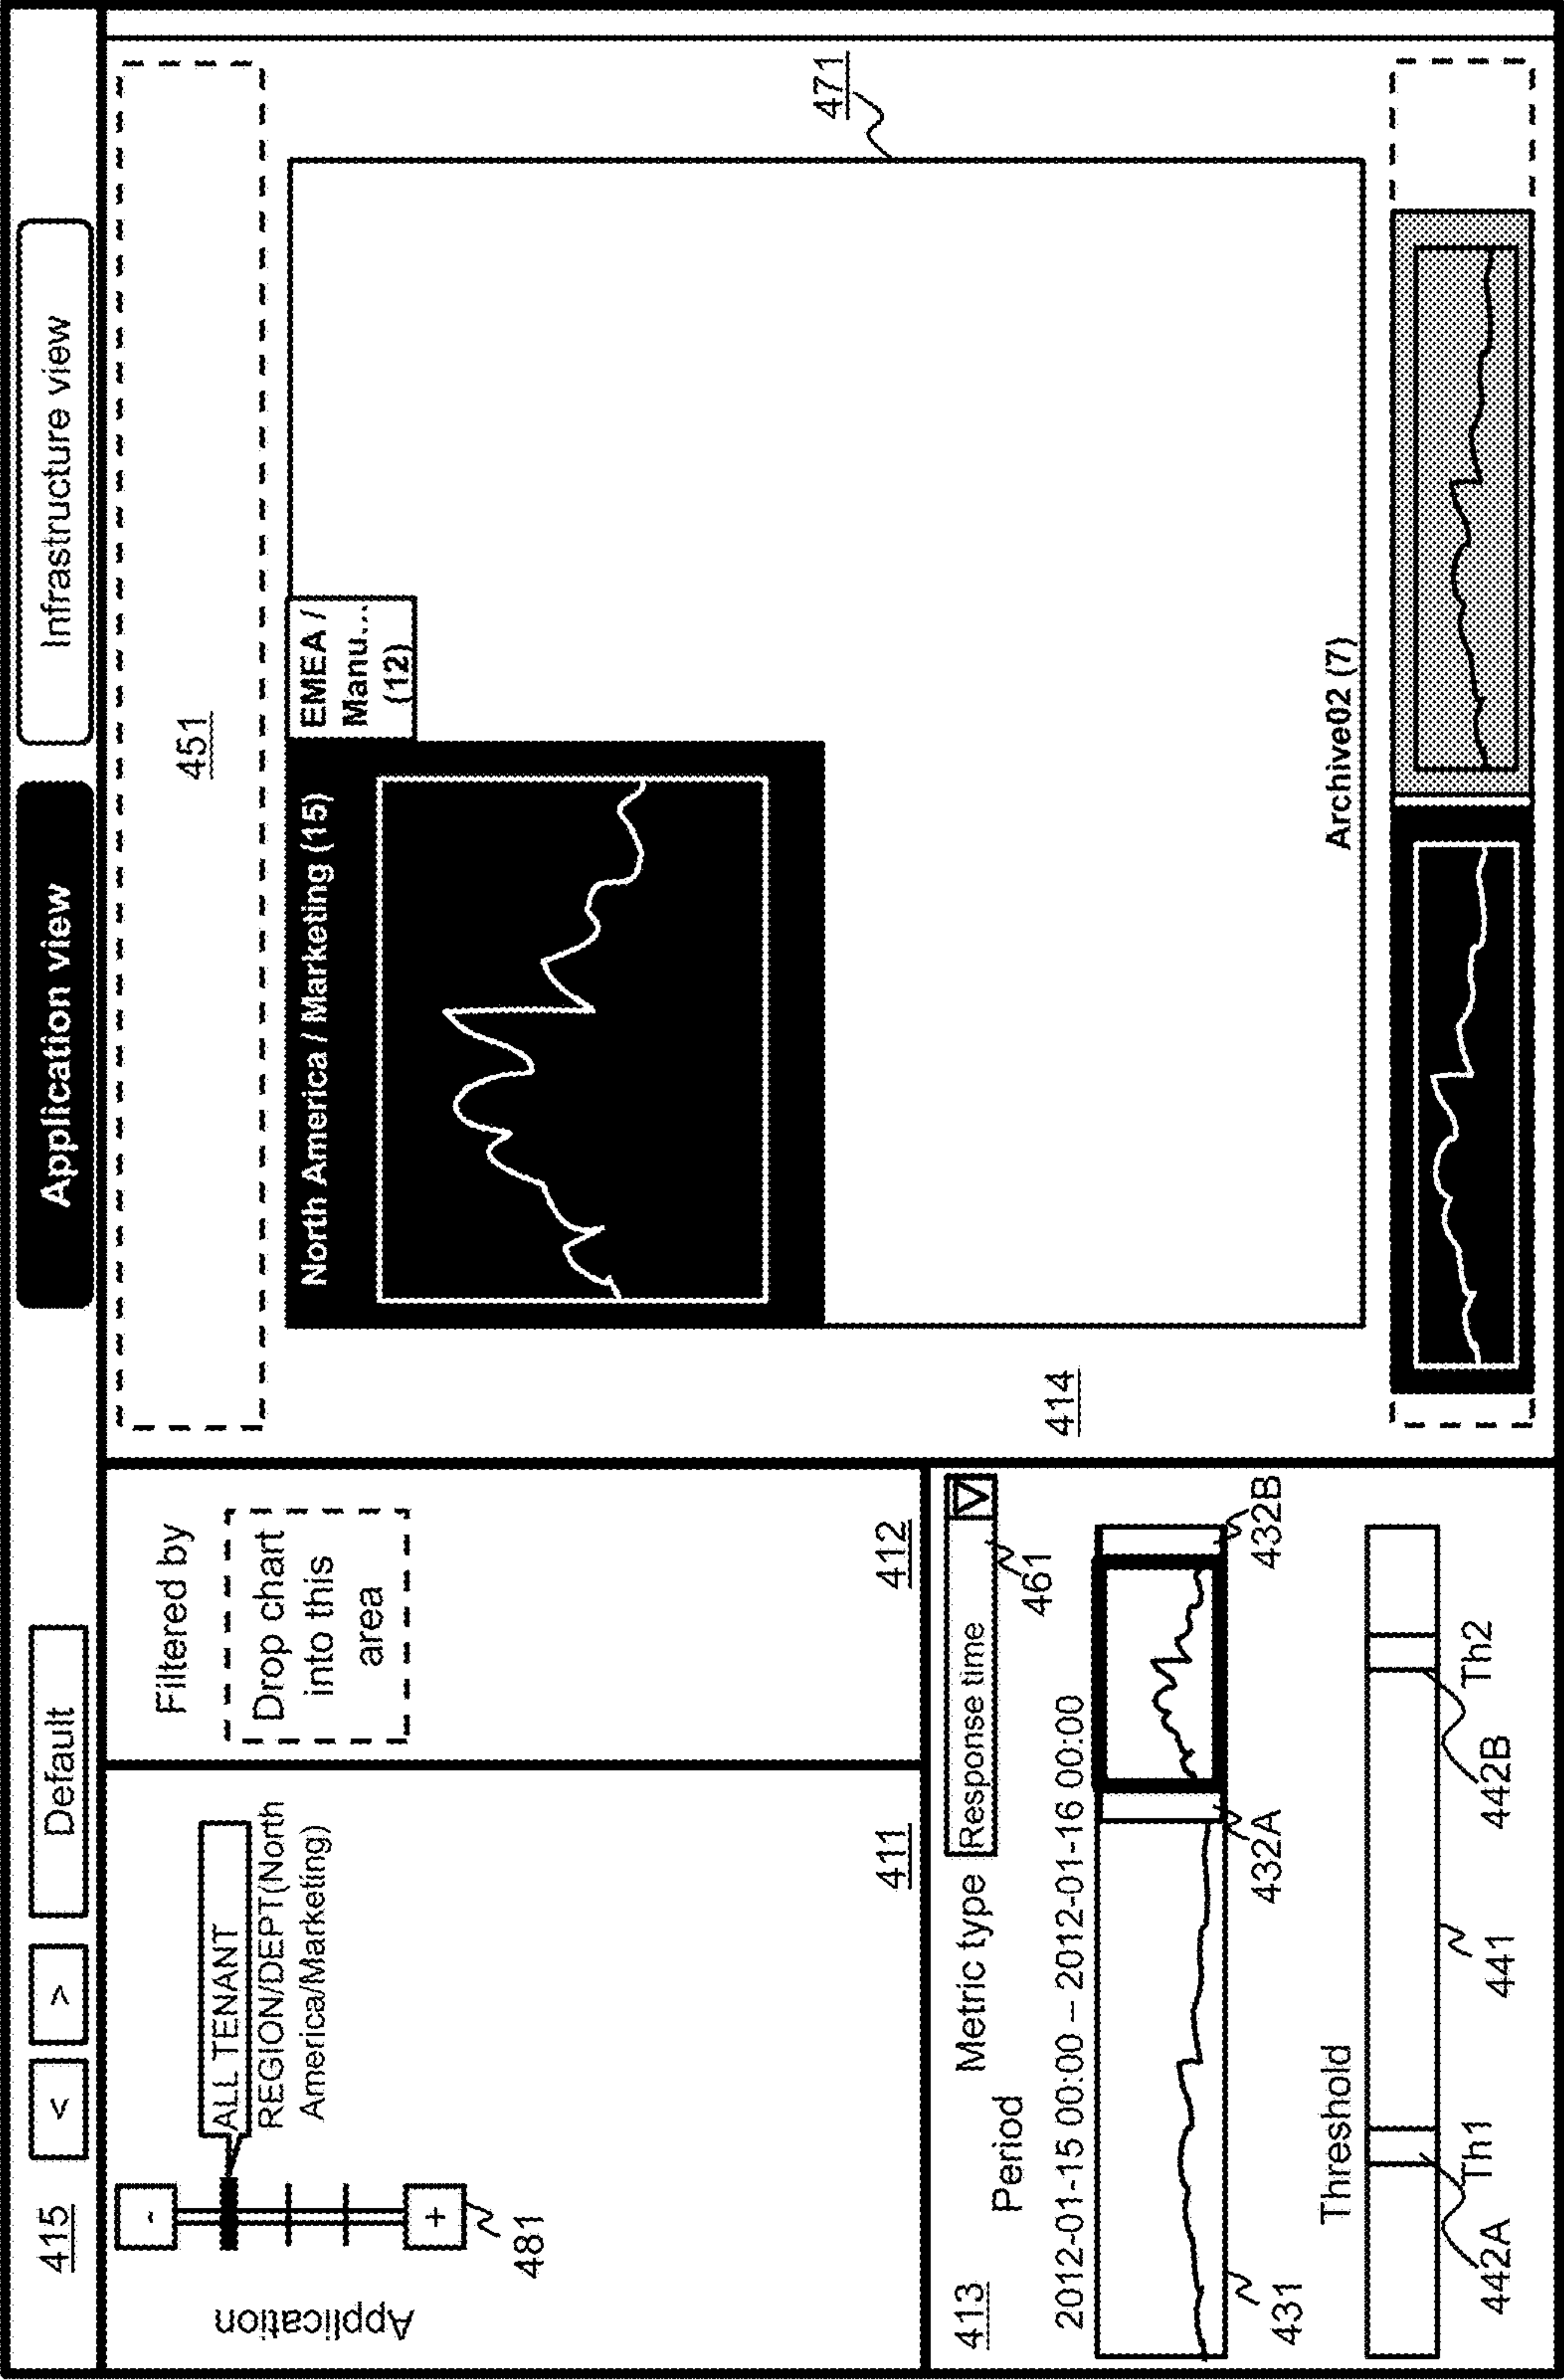 415
<
>
Default
Application view
Infrastructure view
Application
-
+
481
ALL TENANT
REGION/DEPT(North
America/Marketing)
411
Filtered by
Drop chart
into this
area
412
413
Metric type
Response time
V
461
Period
2012-01-15 00:00 – 2012-01-16 00:00
431
432A
432B
Threshold
442A
Th1
441
442B
Th2
414
451
North America / Marketing (15)
EMEA /
Manu...
(12)
Archive02 (7)
471